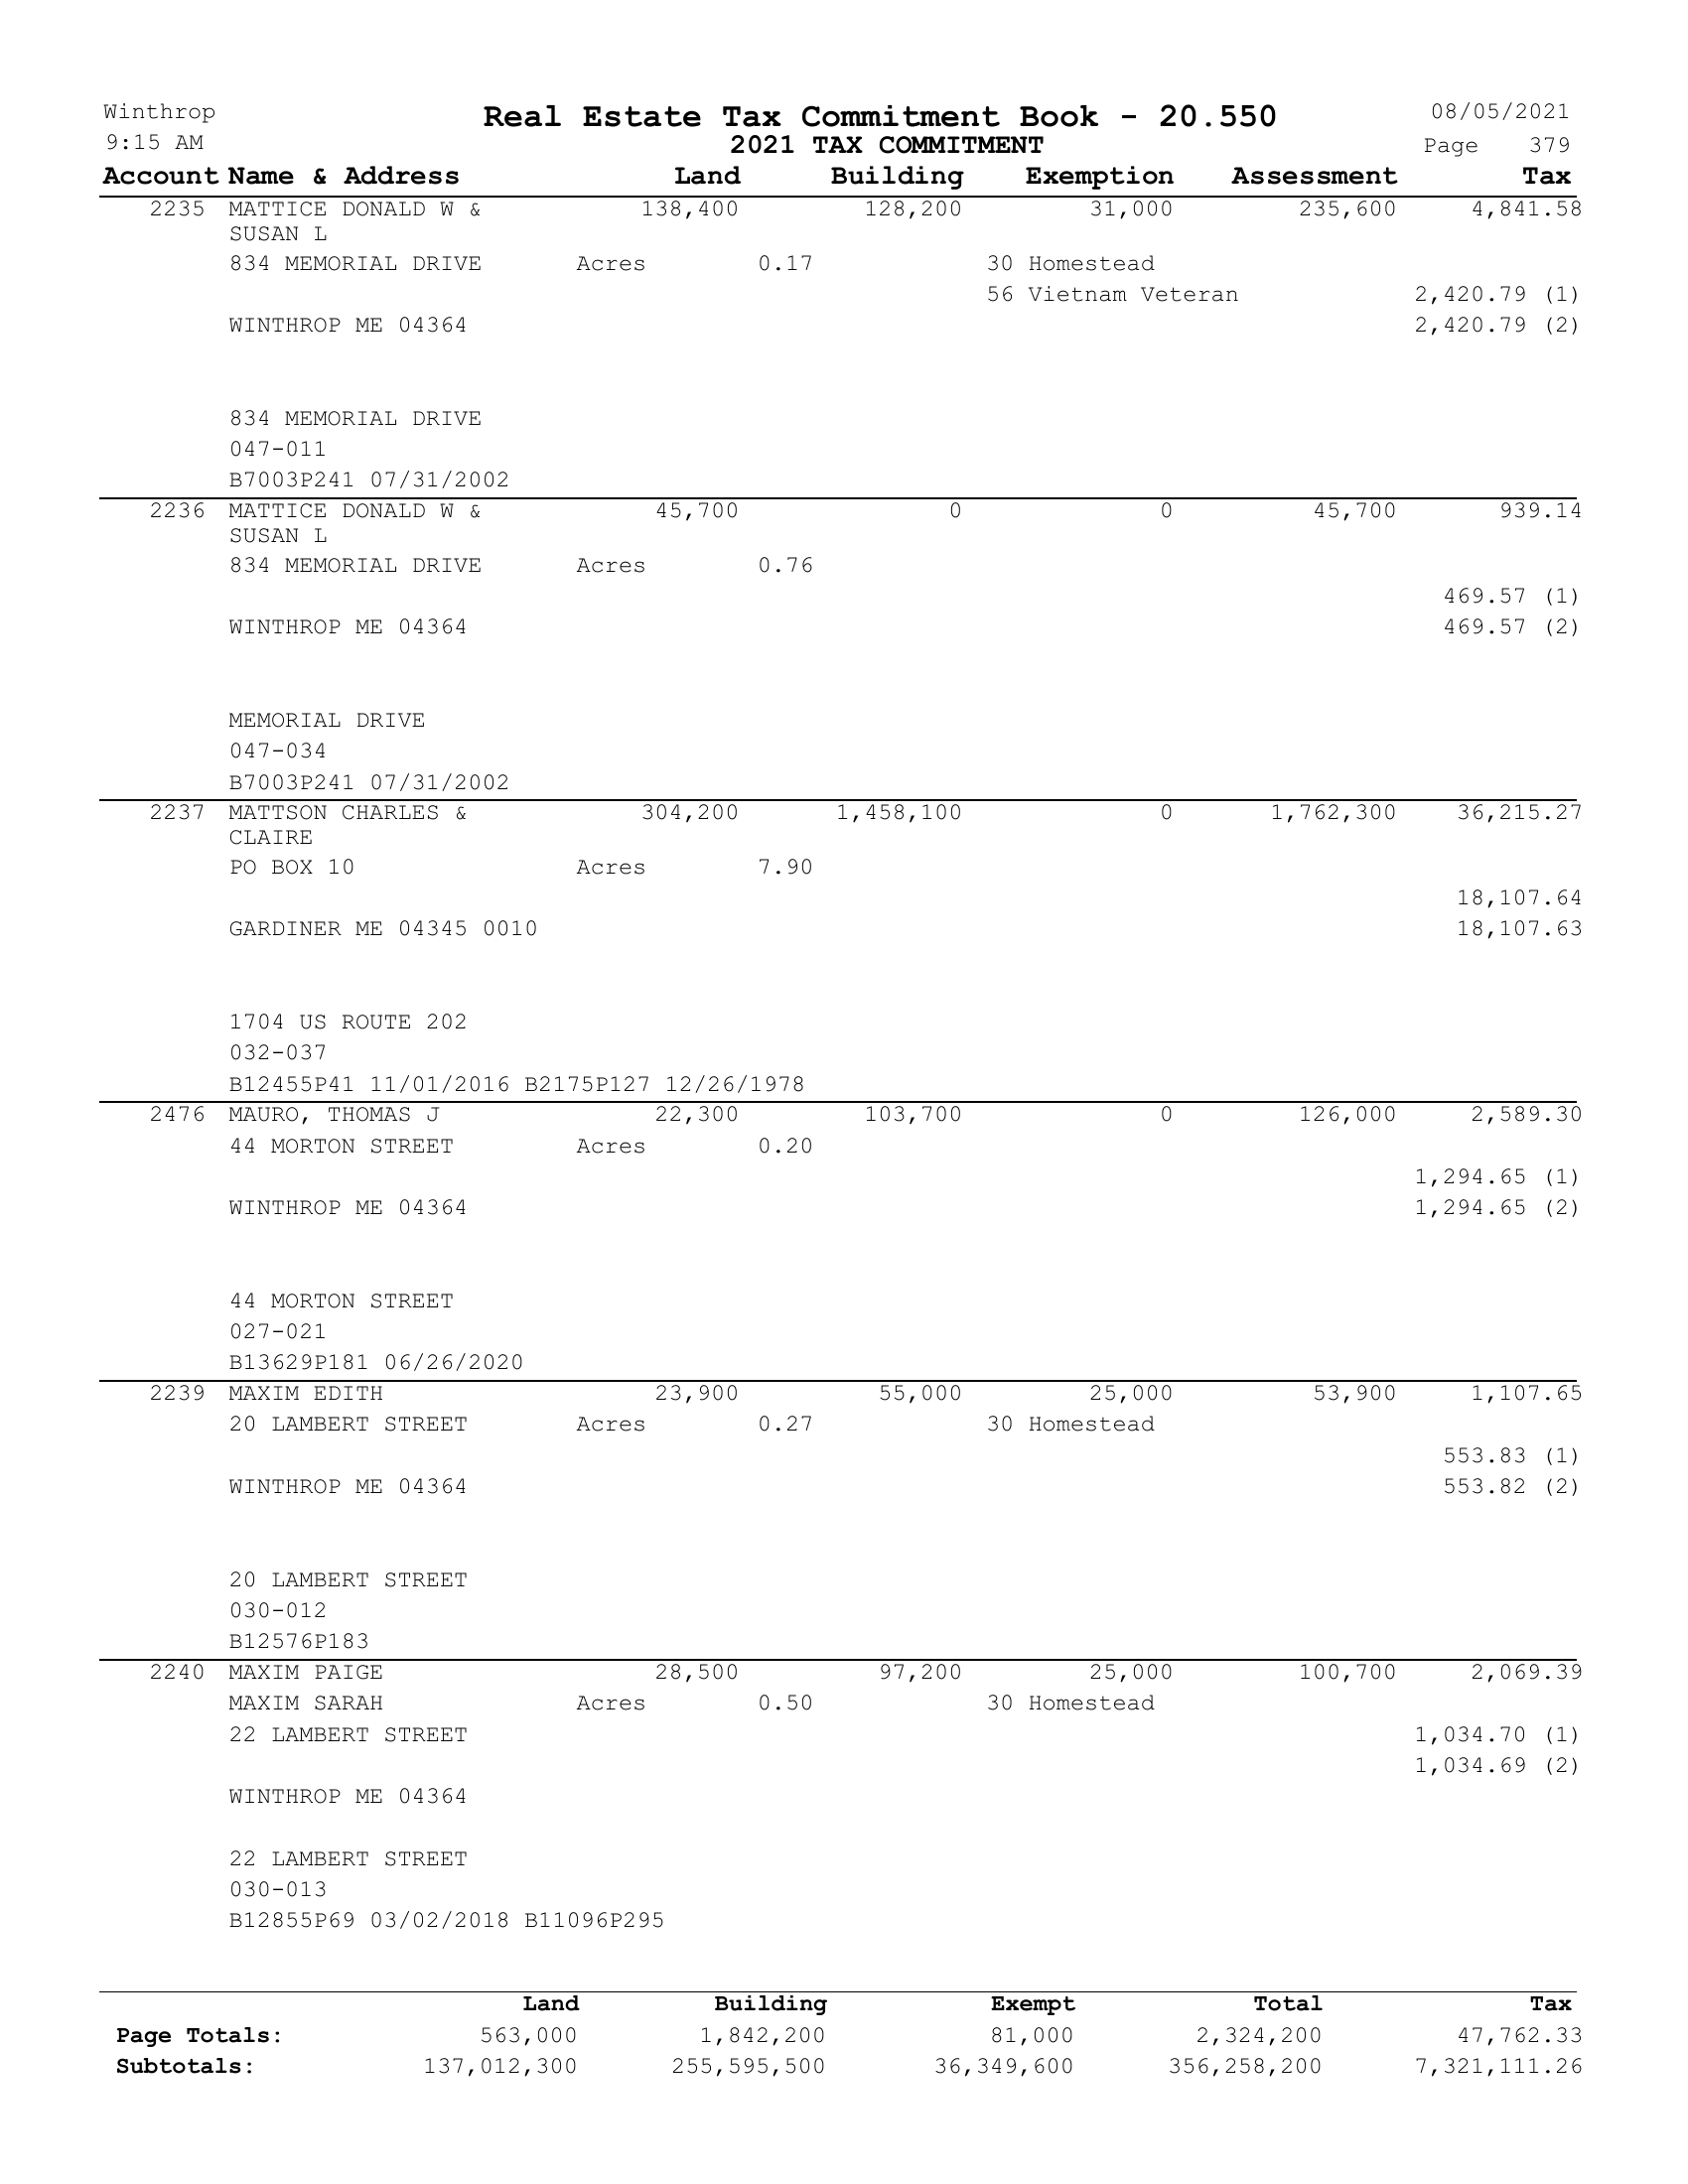 Winthrop Real Estate Tax Commitment Book - 20.550 08/05/2021
9:15 AM 2021 TAX COMMITMENT Page 379
Account Name & Address Land Building Exemption Assessment Tax
2235 MATTICE DONALD W & 138,400 128,200 31,000 235,600 4,841.58
SUSAN L
834 MEMORIAL DRIVE Acres 0.17 30 Homestead
56 Vietnam Veteran 2,420.79 (1)
WINTHROP ME 04364 2,420.79 (2)
834 MEMORIAL DRIVE
047-011
B7003P241 07/31/2002
2236 MATTICE DONALD W & 45,700 0 0 45,700 939.14
SUSAN L
834 MEMORIAL DRIVE Acres 0.76
469.57 (1)
WINTHROP ME 04364 469.57 (2)
MEMORIAL DRIVE
047-034
B7003P241 07/31/2002
2237 MATTSON CHARLES & 304,200 1,458,100 0 1,762,300 36,215.27
CLAIRE
PO BOX 10 Acres 7.90
18,107.64
GARDINER ME 04345 0010 18,107.63
1704 US ROUTE 202
032-037
B12455P41 11/01/2016 B2175P127 12/26/1978
2476 MAURO, THOMAS J 22,300 103,700 0 126,000 2,589.30
44 MORTON STREET Acres 0.20
1,294.65 (1)
WINTHROP ME 04364 1,294.65 (2)
44 MORTON STREET
027-021
B13629P181 06/26/2020
2239 MAXIM EDITH 23,900 55,000 25,000 53,900 1,107.65
20 LAMBERT STREET Acres 0.27 30 Homestead
553.83 (1)
WINTHROP ME 04364 553.82 (2)
20 LAMBERT STREET
030-012
B12576P183
2240 MAXIM PAIGE 28,500 97,200 25,000 100,700 2,069.39
MAXIM SARAH Acres 0.50 30 Homestead
22 LAMBERT STREET 1,034.70 (1)
1,034.69 (2)
WINTHROP ME 04364
22 LAMBERT STREET
030-013
B12855P69 03/02/2018 B11096P295
Land Building Exempt Total Tax
Page Totals: 563,000 1,842,200 81,000 2,324,200 47,762.33
Subtotals: 137,012,300 255,595,500 36,349,600 356,258,200 7,321,111.26